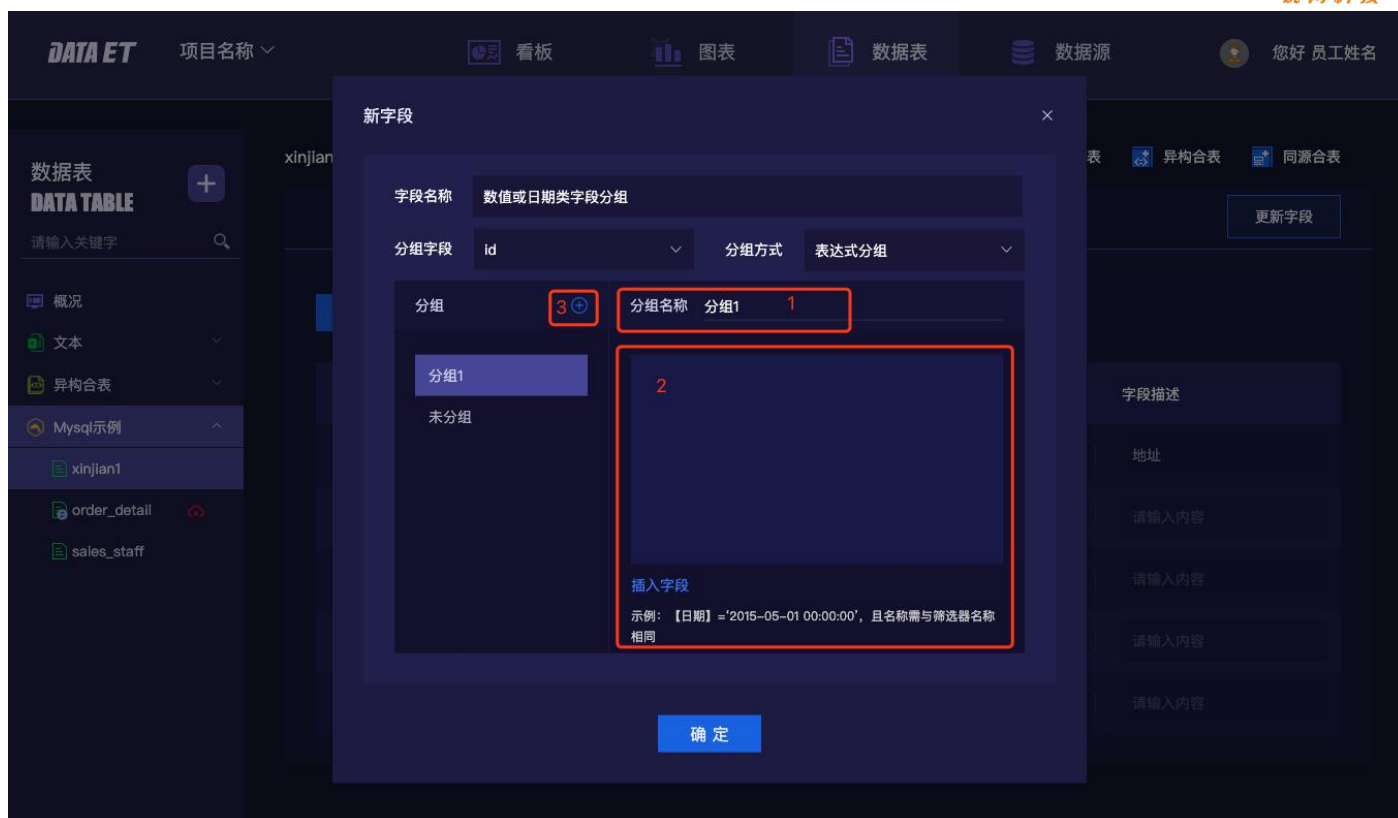 DATA ET 项目名称 看板 图表 数据表 数据源 您好 员工姓名
新字段 ×
数据表
DATA TABLE
请输入关键字
xinjian
表 异构合表 同源合表
更新字段
字段名称 数值或日期类字段分组
分组字段 id 分组方式 表达式分组
概况
文本
异构合表
Mysql示例
xinjian1
order_detail
sales_staff
分组 3
分组名称 分组1 1
分组1
未分组
2
插入字段
示例：【日期】='2015-05-01 00:00:00'，且名称需与筛选器名称
相同
字段描述
地址
请输入内容
请输入内容
请输入内容
请输入内容
确 定